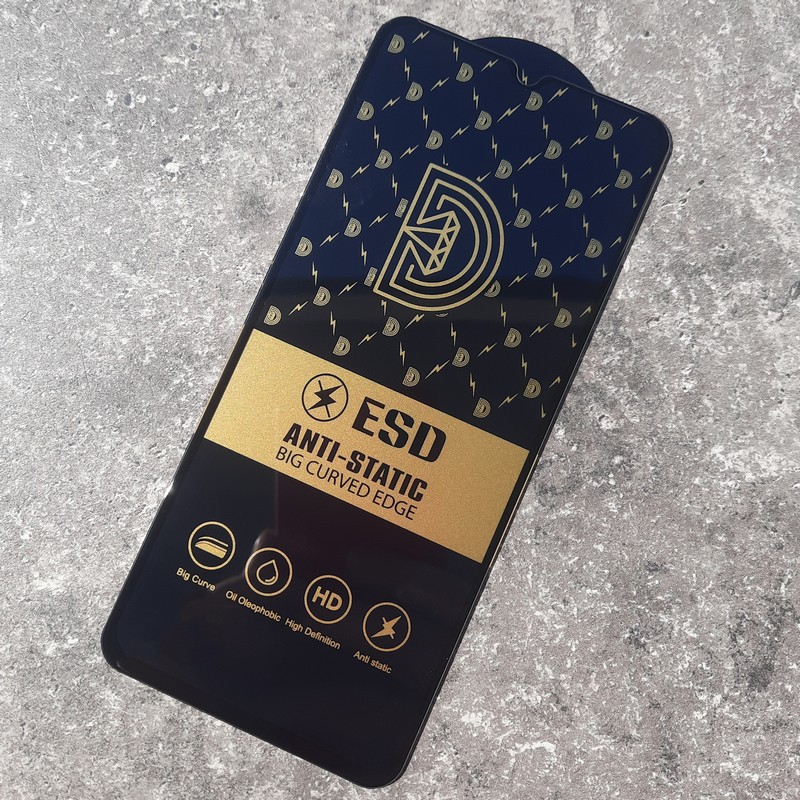 D
ESD
ANTI-STATIC
BIG CURVED EDGE
HD
Big Curve
Oil Oleophobic
High Definition
Anti static